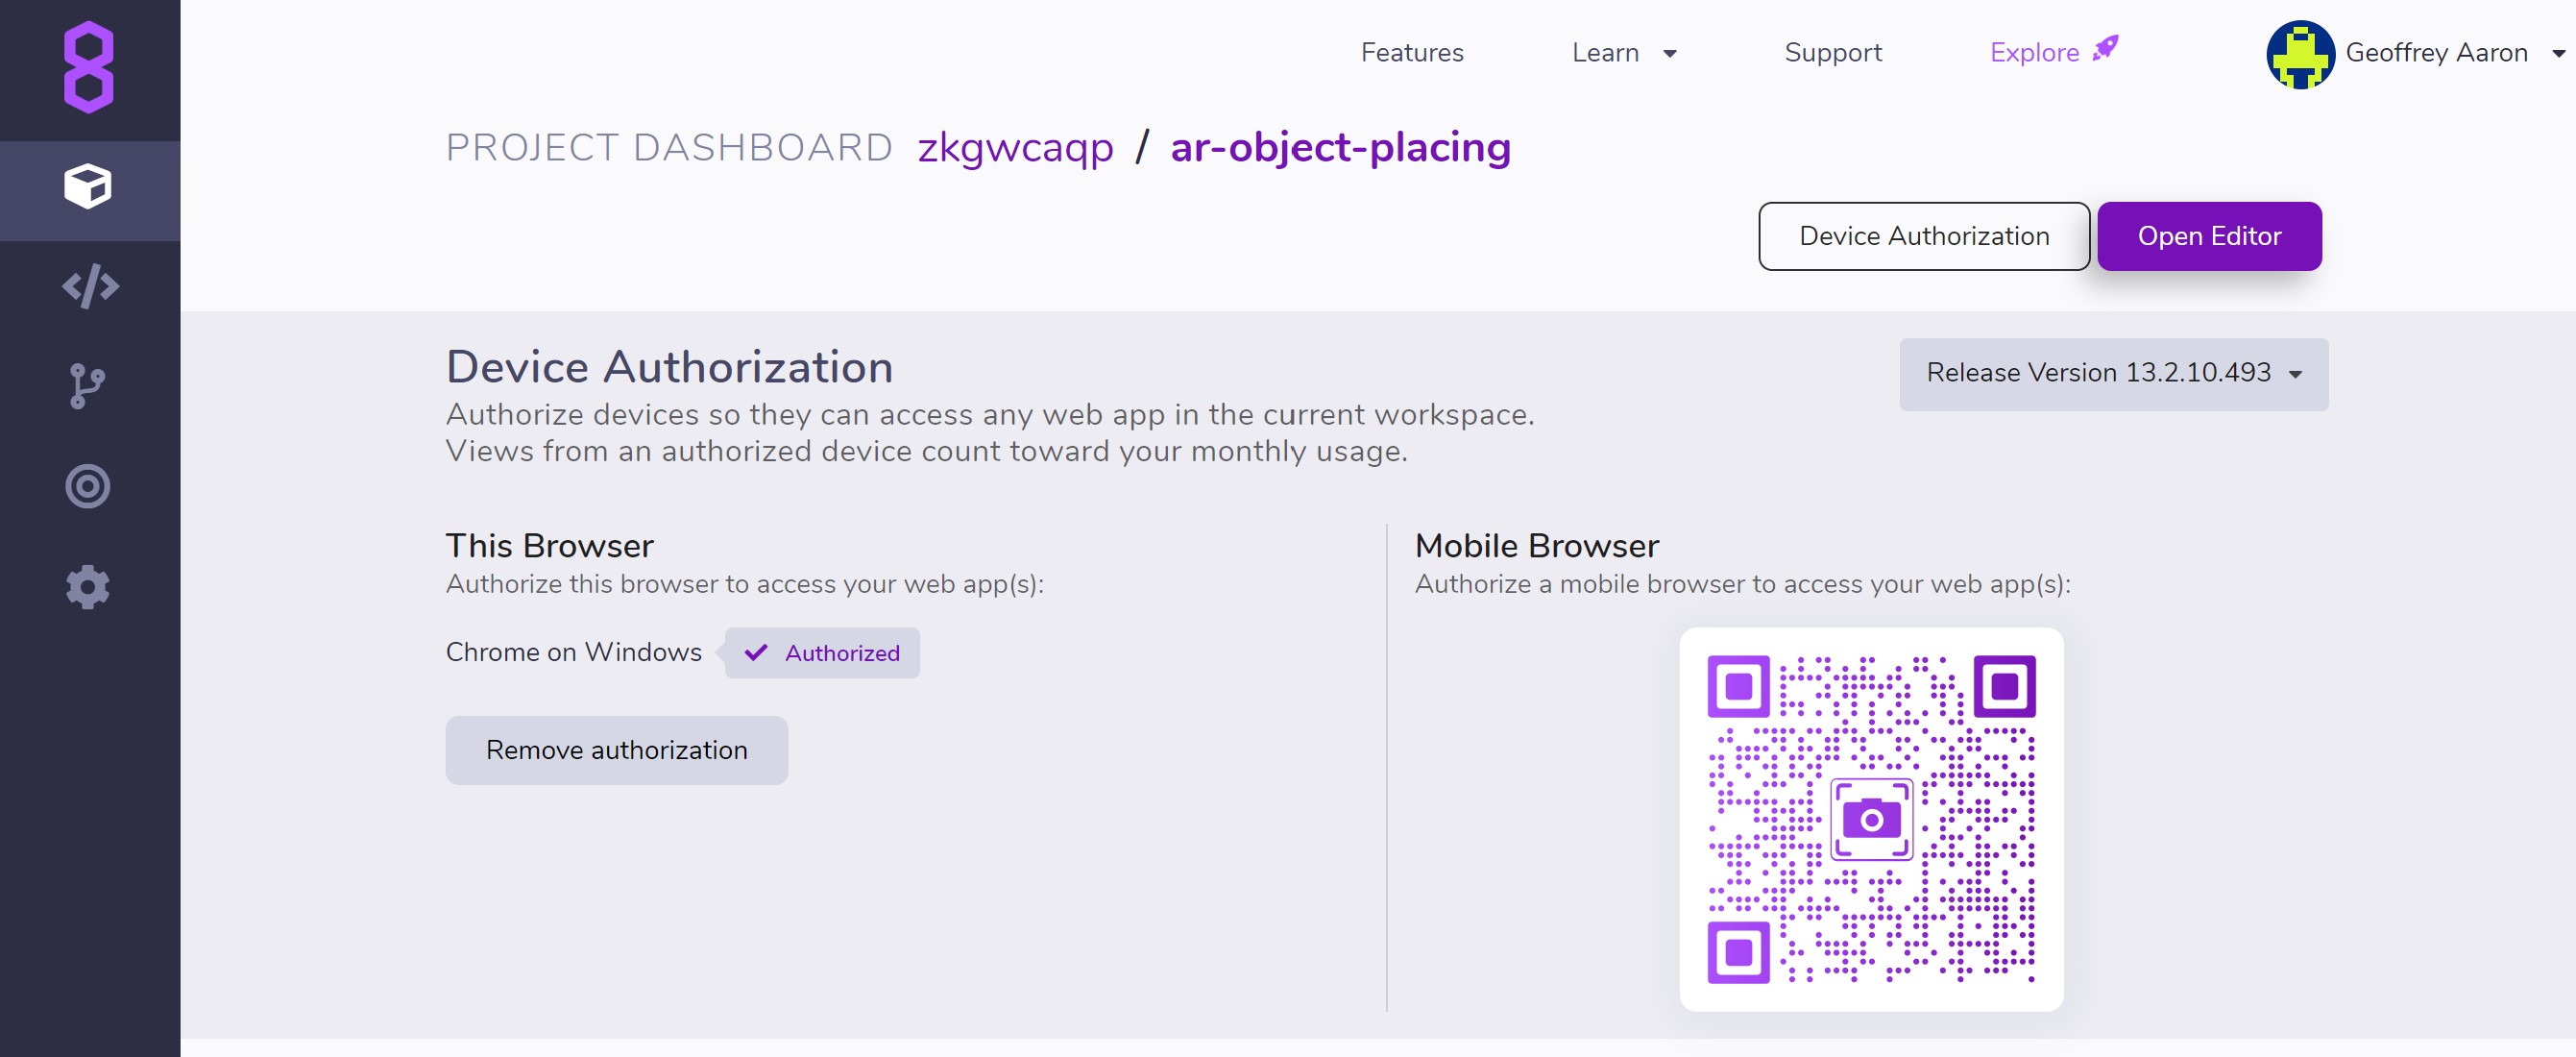 Features Learn Support Explore Geoffrey Aaron
PROJECT DASHBOARD zkgwcaqp / ar-object-placing
Device Authorization Open Editor
Device Authorization
Release Version 13.2.10.493
Authorize devices so they can access any web app in the current workspace.
Views from an authorized device count toward your monthly usage.
This Browser
Authorize this browser to access your web app(s):
Chrome on Windows Authorized
Remove authorization
Mobile Browser
Authorize a mobile browser to access your web app(s):